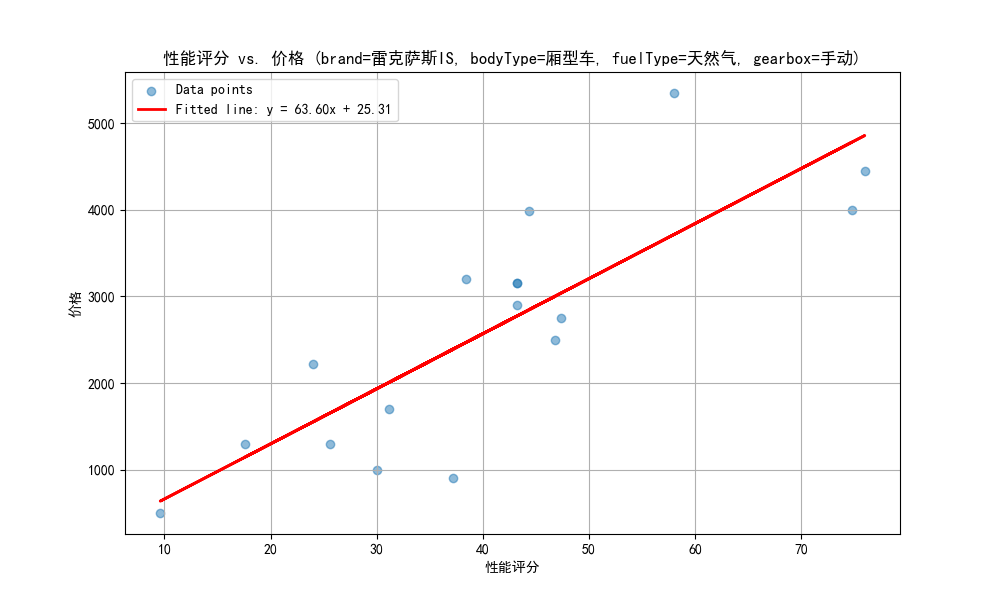 性能评分 vs. 价格 (brand=雷克萨斯IS, bodyType=厢型车, fuelType=天然气, gearbox=手动)
Data points
Fitted line: y = 63.60x + 25.31
价格
5000
4000
3000
2000
1000
10 20 30 40 50 60 70
性能评分